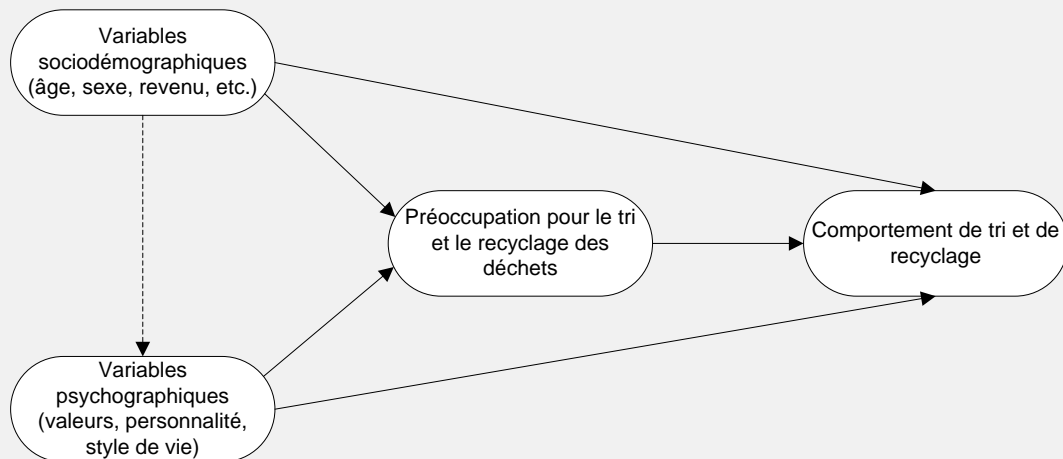 Variables
sociodémographiques
(âge, sexe, revenu, etc.)
Préoccupation pour le tri
et le recyclage des
déchets
Comportement de tri et de
recyclage
Variables
psychographiques
(valeurs, personnalité,
style de vie)